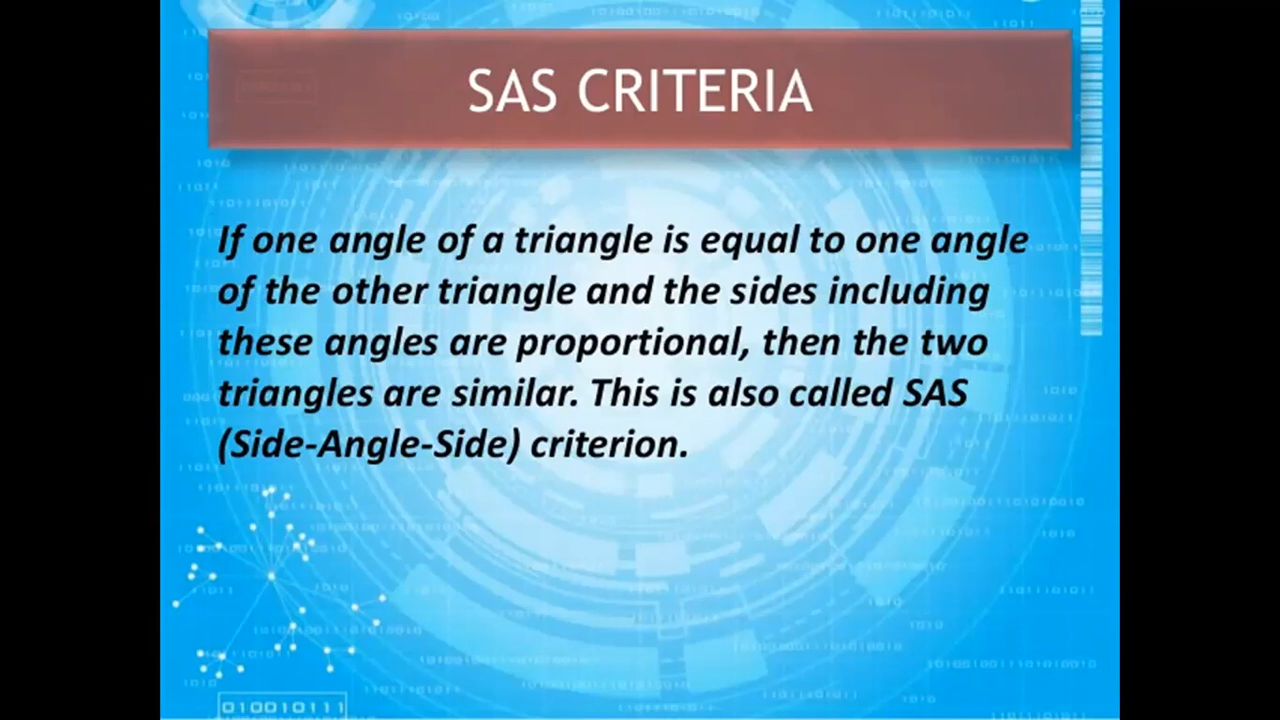 SAS CRITERIA
If one angle of a triangle is equal to one angle
of the other triangle and the sides including
these angles are proportional, then the two
triangles are similar. This is also called SAS
(Side-Angle-Side) criterion.
010010111